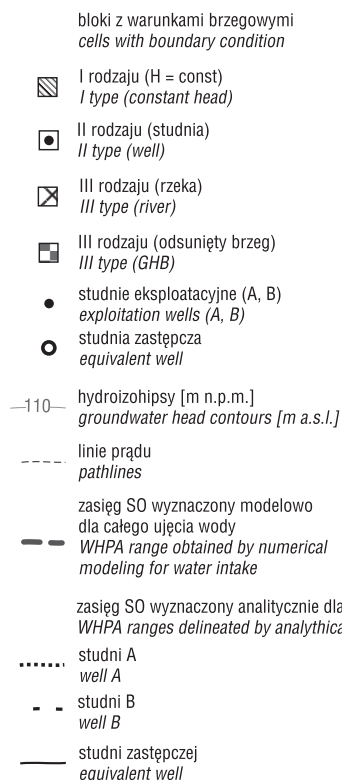 bloki z warunkami brzegowymi
cells with boundary condition
I rodzaju (H = const)
I type (constant head)
II rodzaju (studnia)
II type (well)
III rodzaju (rzeka)
III type (river)
III rodzaju (odsunięty brzeg)
III type (GHB)
studnie eksploatacyjne (A, B)
exploitation wells (A, B)
studnia zastępcza
equivalent well
110 hydroizohipsy [m n.p.m.]
groundwater head contours [m a.s.l.]
linie prądu
pathlines
zasięg SO wyznaczony modelowo
dla całego ujęcia wody
WHPA range obtained by numerical
modeling for water intake
zasięg SO wyznaczony analitycznie dla
WHPA ranges delineated by analytica
studni A
well A
studni B
well B
studni zastępczej
equivalent well